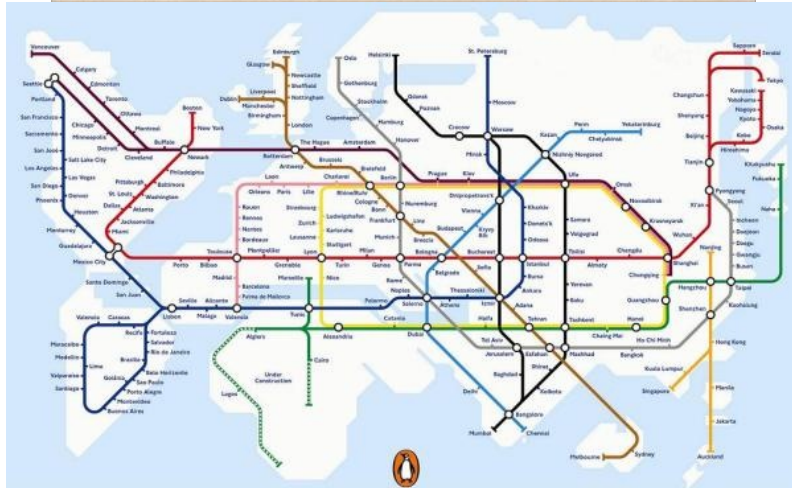 Vancouver
Calgary
Seattle
Edmonton
Portland
Toronto
Ottawa
San Francisco
Chicago
Montreal
Minneapolis
Sacramento
Detroit
Buffalo
Cleveland
Boston
New York
Newark
San José
Salt Lake City
Philadelphia
Los Angeles
Las Vegas
Pittsburgh
Baltimore
San Diego
Denver
St. Louis
Washington
Phoenix
Dallas
Atlanta
Houston
Jacksonville
Monterrey
Miami
Guadalajara
Mexico City
Santo Domingo
San Juan
Valencia
Caracas
Recife
Fortaleza
Salvador
Rio de Janeiro
Maracaibo
Medellin
Brasilia
Lima
Belo Horizonte
Valparaiso
Goiânia
Sao Paolo
Santiago
Porto Alegre
Montevideo
Buenos Aires
Edinburgh
Glasgow
Newcastle
Sheffield
Liverpool
Nottingham
Dublin
Manchester
Birmingham
London
The Hague
Amsterdam
Rotterdam
Brussels
Antwerp
Charleroi
Bielefeld
Berlin
Rhine/Ruhr
Cologne
Bonn
Nuremburg
Frankfurt
Linz
Munich
Oslo
Gothenburg
Stockholm
Copenhagen
Hamburg
Hanover
Helsinki
Gdansk
Poznan
Cracow
Warsaw
St. Petersburg
Moscow
Minsk
Kazan
Perm
Yekaterinburg
Chelyabinsk
Nizhniy Novgorod
Prague
Kiev
Ufa
Omsk
Novosibirsk
Krasnoyarsk
Laon
Orleans
Paris
Lille
Rouen
Rennes
Nantes
Bordeaux
Strasbourg
Zurich
Ludwigshafen
Karlsruhe
Lausanne
Stuttgart
Toulouse
Montpellier
Lyon
Milan
Porto
Bilbao
Grenoble
Turin
Genoa
Parma
Bologna
Brescia
Madrid
Marseille
Nice
Rome
Barcelona
Palma de Mallorca
Naples
Lisbon
Seville
Alicante
Malaga
Valencia
Tunis
Palermo
Salerno
Athens
Catania
Thessaloniki
Izmir
Dnipropetrovs'k
Vienna
Kryvy
Rih
Kharkiv
Donets'k
Odessa
Budapest
Belgrade
Bucharest
Sofia
Istanbul
Bursa
Ankara
Adana
Samara
Volgograd
Tbilisi
Yerevan
Baku
Tashkent
Almaty
Chengdu
Chongqing
Wuhan
Shanghai
Xi'an
Sapporo
Sendai
Tokyo
Changchun
Kawasaki
Yokohama
Nagoya
Kyoto
Osaka
Shenyang
Beijing
Kobe
Hiroshima
Tianjin
Kitakyushu
Fukuoka
Naha
Pyongyang
Seoul
Incheon
Daejeon
Daegu
Gwangju
Busan
Nanjing
Hangzhou
Taipei
Guangzhou
Shenzhen
Kaohsiung
Algiers
Alexandria
Cairo
Under
Construction
Lagos
Dubai
Haifa
Tel Aviv
Tehran
Jerusalem
Esfahan
Mashhad
Baghdad
Shiraz
Kolkata
Delhi
Bangalore
Mumbai
Chennai
Chaing Mai
Hanoi
Ho Chi Minh
Bangkok
Hong Kong
Kuala Lumpur
Singapore
Manila
Jakarta
Auckland
Melbourne
Sydney